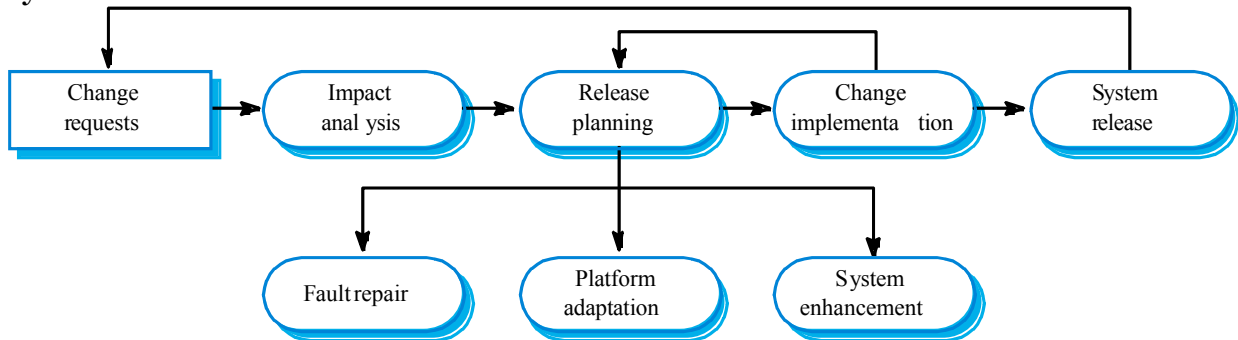 y
Change
requests
Impact
anal ysis
Release
planning
Change
implementa tion
System
release
Fault repair
Platform
adaptation
System
enhancement